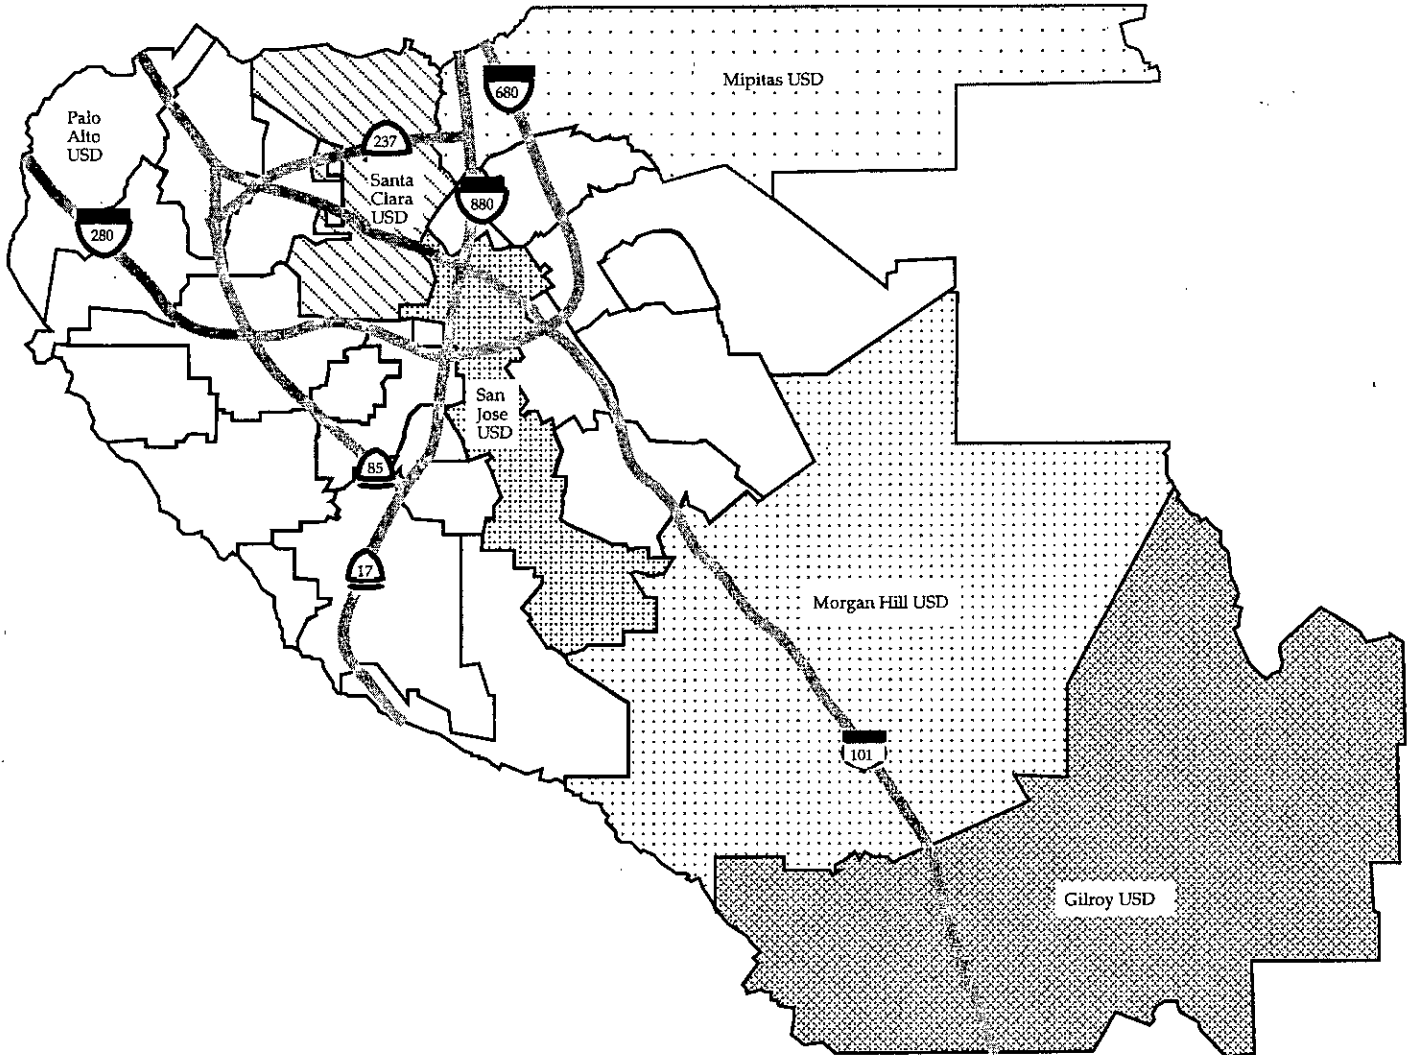 Mipitas USD
680
Palo
Alto
USD
237
Santa
Clara
USD
880
280
San
Jose
USD
85
17
Morgan Hill USD
101
Gilroy USD